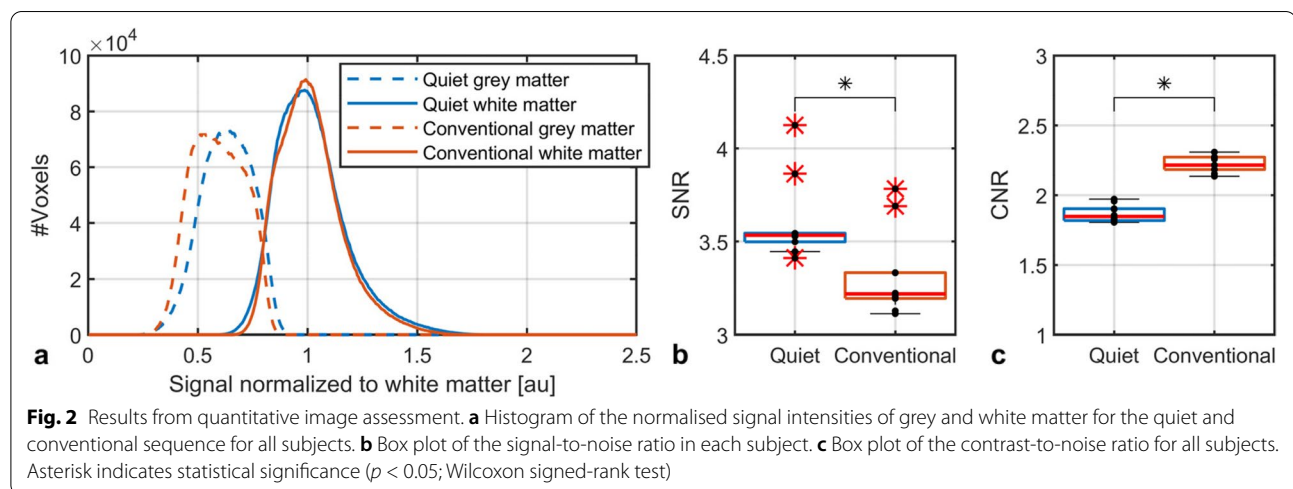 ×10⁴
10
8
6
4
2
0
#Voxels
0 0.5 1 1.5 2 2.5
Signal normalized to white matter [au]
Quiet grey matter
Quiet white matter
Conventional grey matter
Conventional white matter
a
4.5
4
3.5
3
SNR
*
Quiet Conventional
b
3
2.5
2
1.5
1
CNR
*
Quiet Conventional
c
Fig. 2 Results from quantitative image assessment. a Histogram of the normalised signal intensities of grey and white matter for the quiet and
conventional sequence for all subjects. b Box plot of the signal-to-noise ratio in each subject. c Box plot of the contrast-to-noise ratio for all subjects.
Asterisk indicates statistical significance (p < 0.05; Wilcoxon signed-rank test)